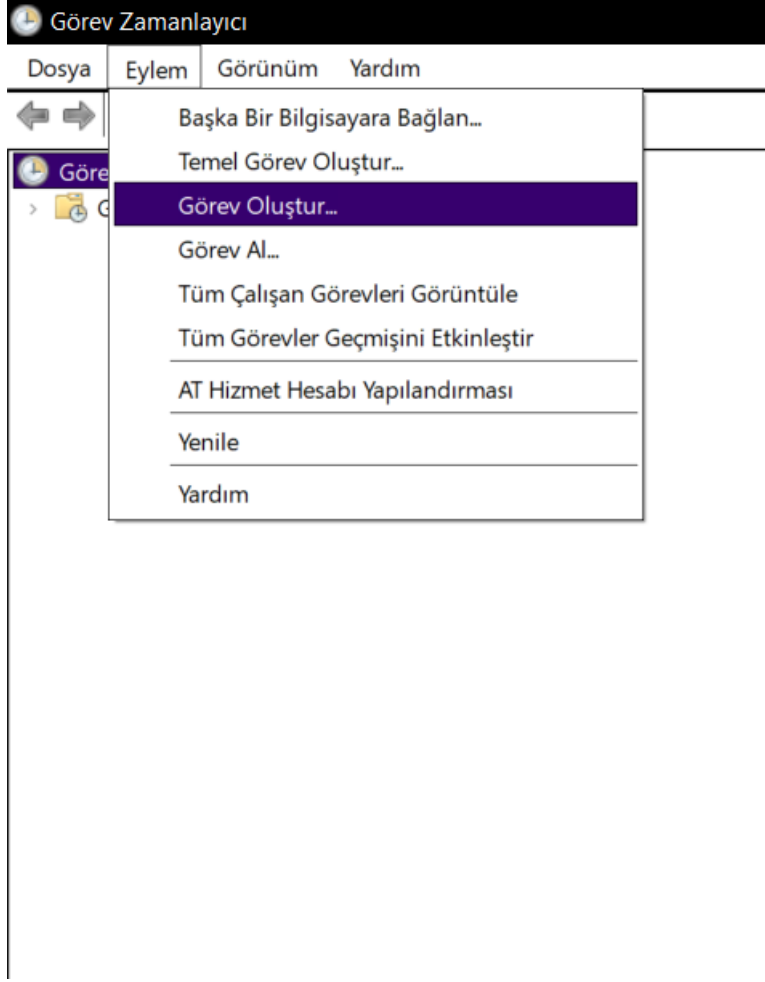 Görev Zamanlayıcı
Dosya Eylem Görünüm Yardım
Başka Bir Bilgisayara Bağlan...
Temel Görev Oluştur...
Görev Oluştur...
Görev Al...
Tüm Çalışan Görevleri Görüntüle
Tüm Görevler Geçmişini Etkinleştir
AT Hizmet Hesabı Yapılandırması
Yenile
Yardım